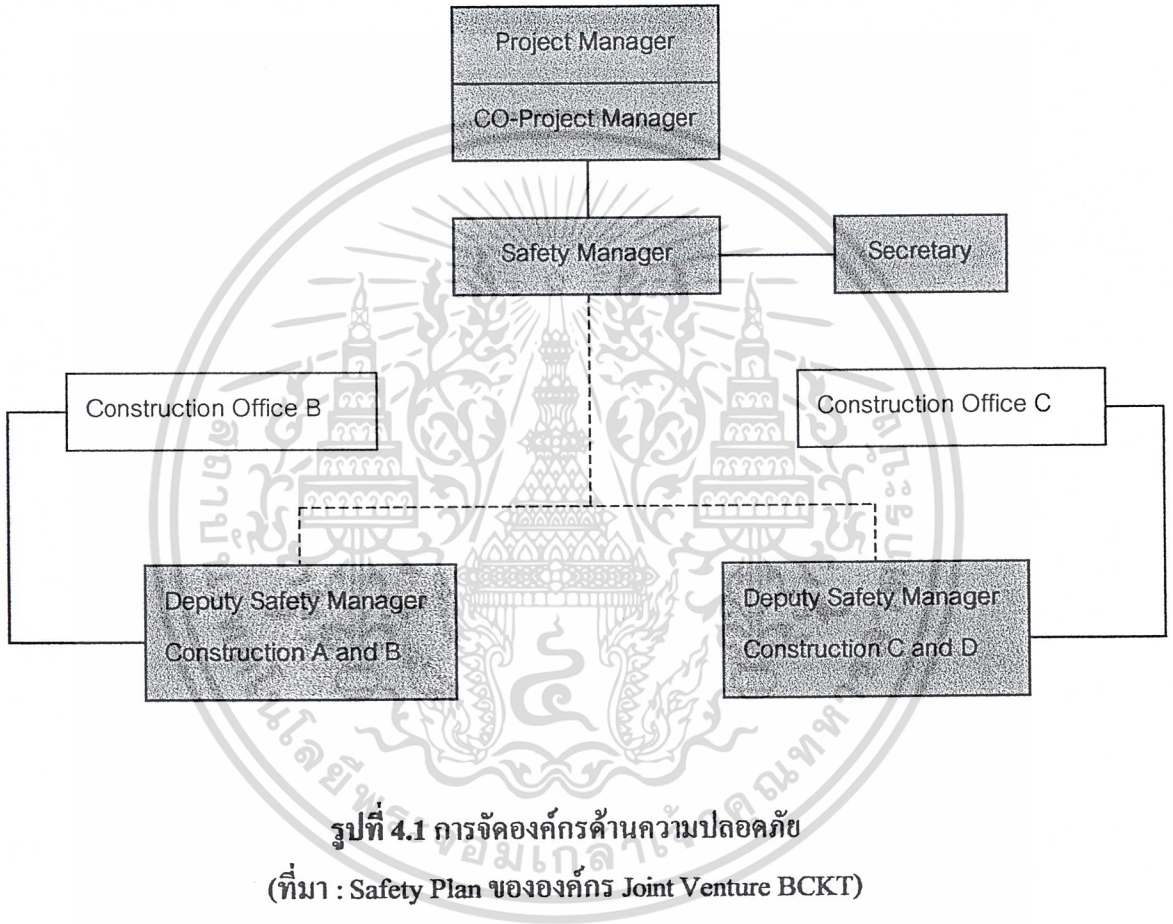 Project Manager
CO-Project Manager
Safety Manager
Secretary
Construction Office B
Construction Office C
Deputy Safety Manager
Construction A and B
Deputy Safety Manager
Construction C and D
รูปที่ 4.1 การจัดองค์กรด้านความปลอดภัย
(ที่มา : Safety Plan ขององค์กร Joint Venture BCKT)